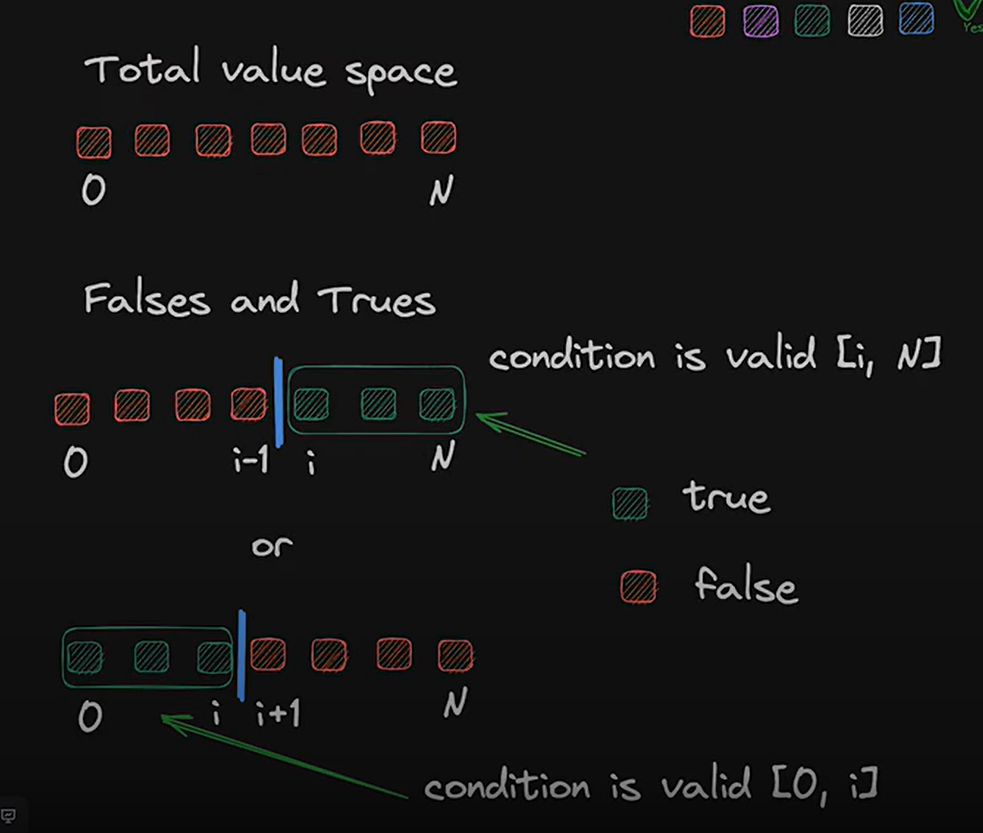 Yes
Total value space
0 N
Falses and Trues
condition is valid [i, N]
0 i-1 i N
true
or
false
0 i i+1 N
condition is valid [0, i]